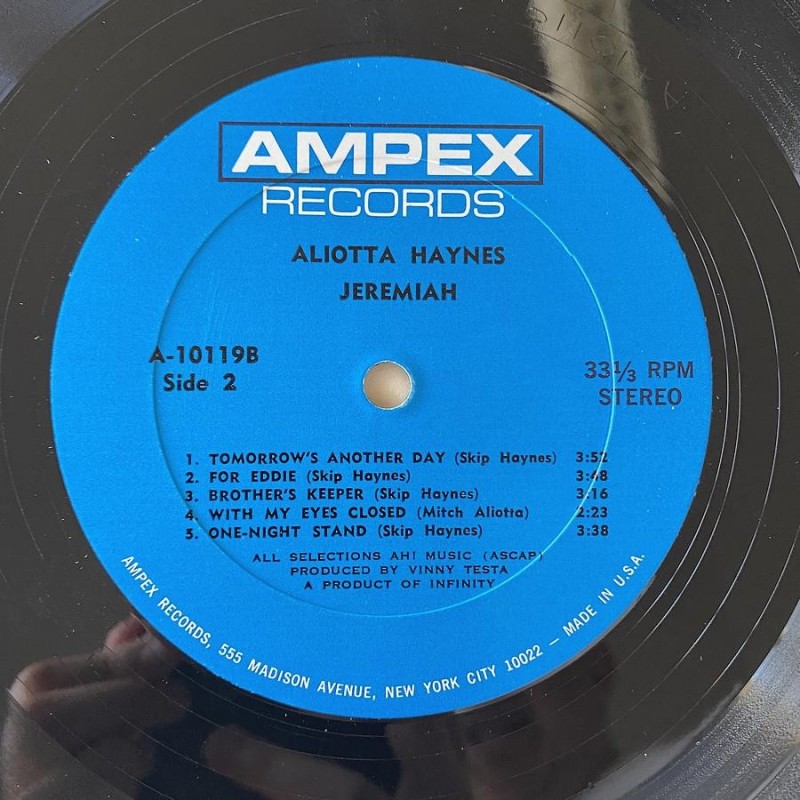 AMPEX
RECORDS
ALIOTTA HAYNES
JEREMIAH
A-10119B
Side 2
33⅓ RPM
STEREO
1. TOMORROW'S ANOTHER DAY (Skip Haynes) 3:52
2. FOR EDDIE (Skip Haynes) 3:48
3. BROTHER'S KEEPER (Skip Haynes) 3:16
4. WITH MY EYES CLOSED (Mitch Aliotta) 2:23
5. ONE-NIGHT STAND (Skip Haynes) 3:38
ALL SELECTIONS AH! MUSIC (ASCAP)
PRODUCED BY VINNY TESTA
A PRODUCT OF INFINITY
AMPEX RECORDS, 555 MADISON AVENUE, NEW YORK CITY 10022 — MADE IN U.S.A.